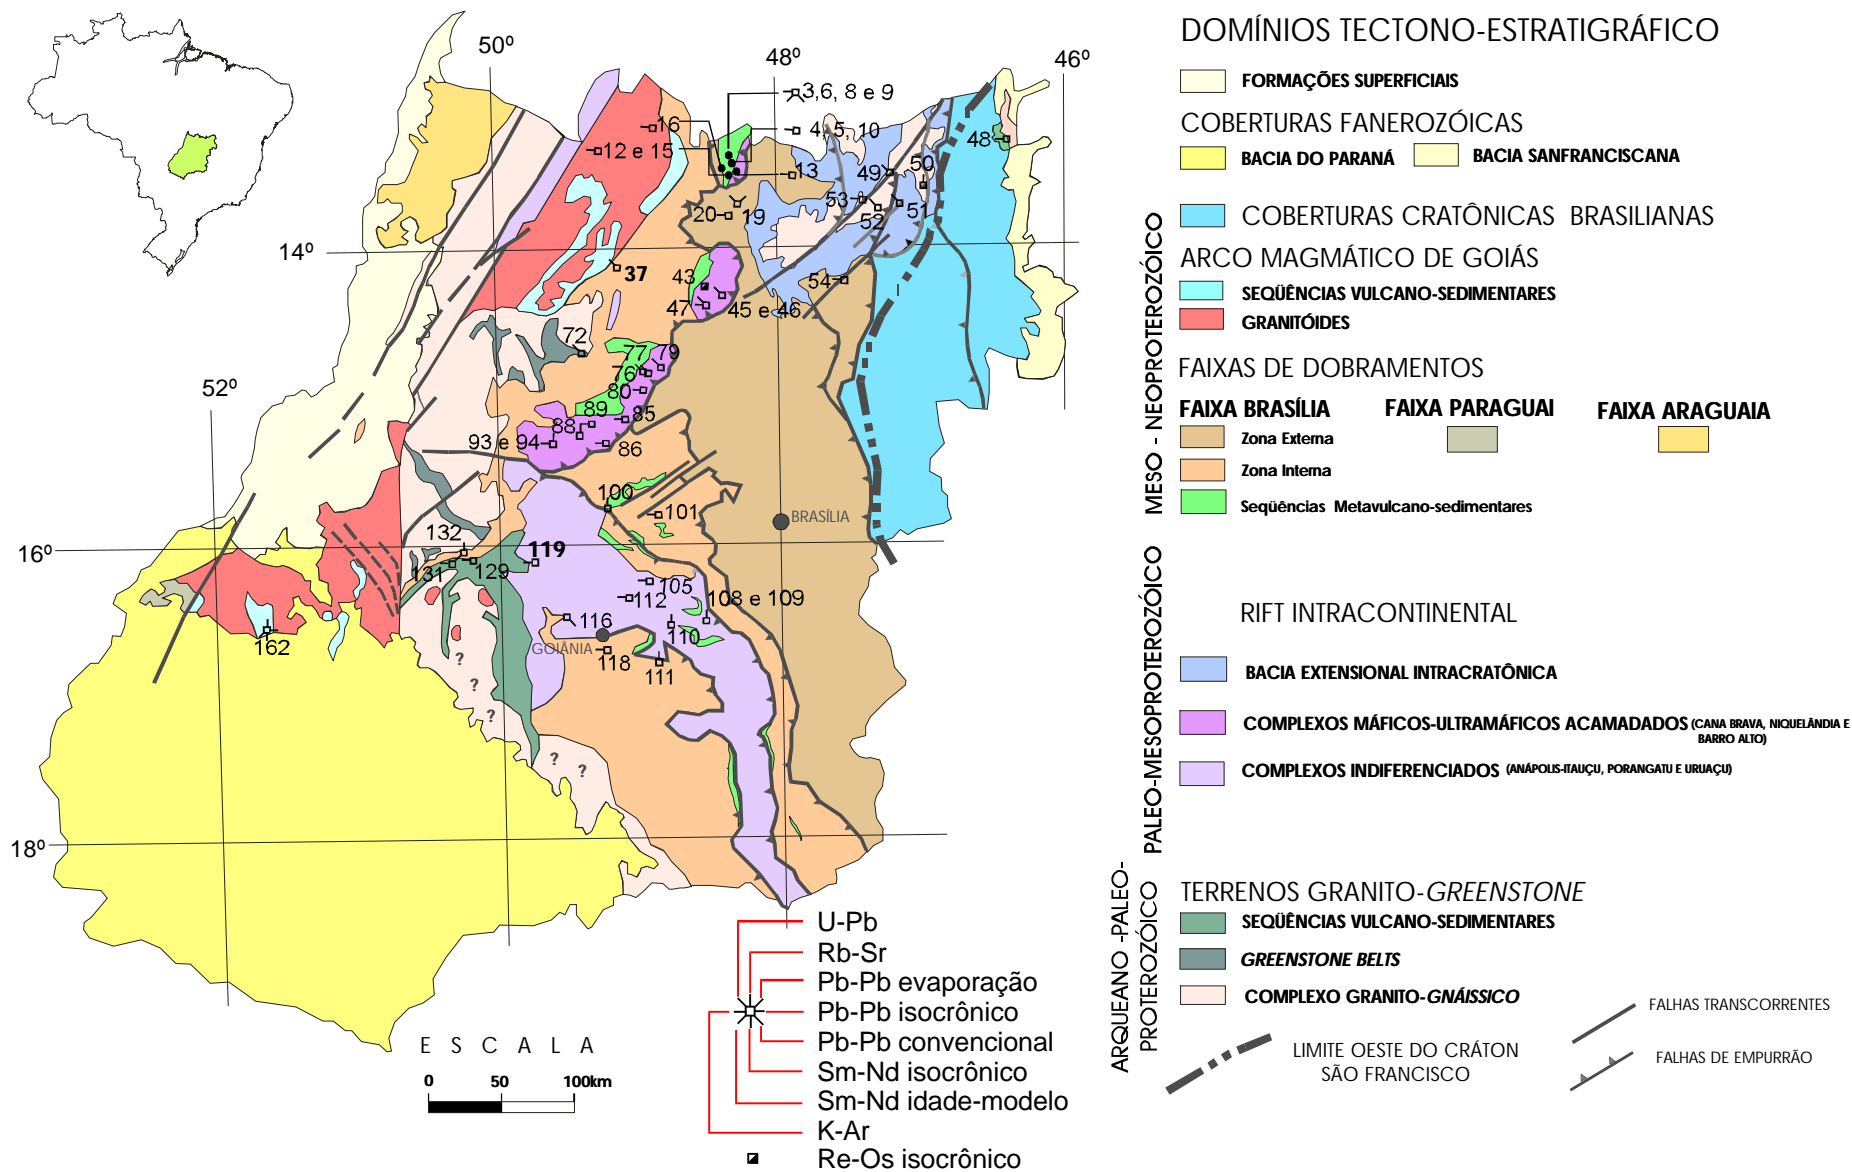 50º
48º
46º
3,6, 8 e 9
16
4, 5, 10
12 e 15
13
49
50
48
20
19
53
52
51
14º
37
43
47
45 e 46
54
72
77
79
76
80
52º
89
85
88
93 e 94
86
100
101
BRASÍLIA
132
16º
119
131
129
105
112
108 e 109
116
110
GOIÂNIA
118
111
162
?
?
?
?
?
18º
U-Pb
Rb-Sr
Pb-Pb evaporação
Pb-Pb isocrônico
Pb-Pb convencional
Sm-Nd isocrônico
Sm-Nd idade-modelo
K-Ar
Re-Os isocrônico
E S C A L A
0 50 100km
DOMÍNIOS TECTONO-ESTRATIGRÁFICO
FORMAÇÕES SUPERFICIAIS
COBERTURAS FANEROZÓICAS
BACIA DO PARANÁ
BACIA SANFRANCISCANA
MESO - NEOPROTEROZÓICO
COBERTURAS CRATÔNICAS BRASILIANAS
ARCO MAGMÁTICO DE GOIÁS
SEQÜÊNCIAS VULCANO-SEDIMENTARES
GRANITÓIDES
FAIXAS DE DOBRAMENTOS
FAIXA BRASÍLIA
FAIXA PARAGUAI
FAIXA ARAGUAIA
Zona Externa
Zona Interna
Seqüências Metavulcano-sedimentares
PALEO-MESOPROTEROZÓICO
RIFT INTRACONTINENTAL
BACIA EXTENSIONAL INTRACRATÔNICA
COMPLEXOS MÁFICOS-ULTRAMÁFICOS ACAMADADOS (CANA BRAVA, NIQUELÂNDIA E
BARRO ALTO)
COMPLEXOS INDIFERENCIADOS (ANÁPOLIS-ITAUÇU, PORANGATU E URUAÇU)
ARQUEANO -PALEO-
PROTEROZÓICO
TERRENOS GRANITO-GREENSTONE
SEQÜÊNCIAS VULCANO-SEDIMENTARES
GREENSTONE BELTS
COMPLEXO GRANITO-GNÁISSICO
LIMITE OESTE DO CRÁTON
SÃO FRANCISCO
FALHAS TRANSCORRENTES
FALHAS DE EMPURRÃO